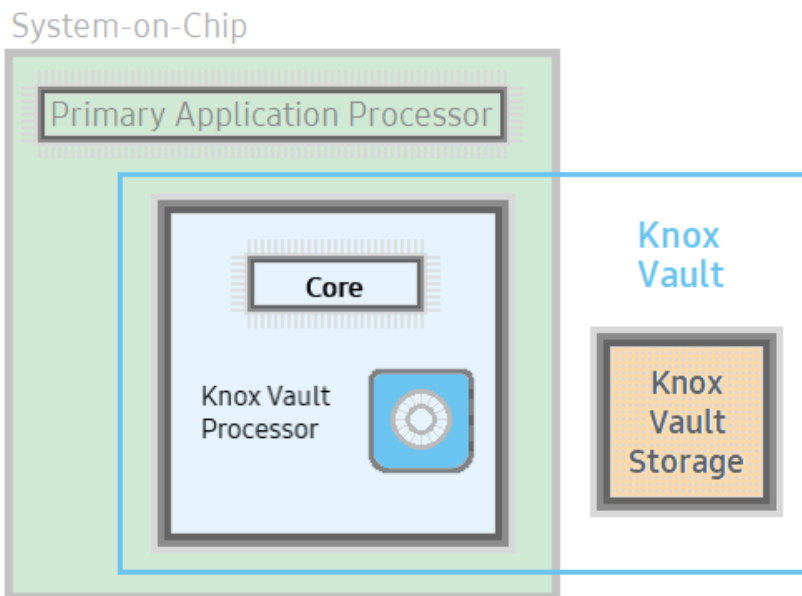 System-on-Chip
Primary Application Processor
Core
Knox Vault
Processor
Knox
Vault
Knox
Vault
Storage